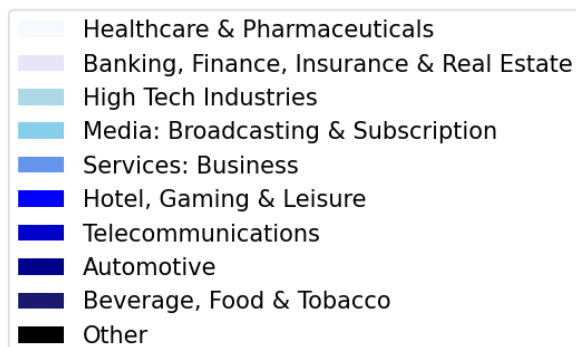 Healthcare & Pharmaceuticals
Banking, Finance, Insurance & Real Estate
High Tech Industries
Media: Broadcasting & Subscription
Services: Business
Hotel, Gaming & Leisure
Telecommunications
Automotive
Beverage, Food & Tobacco
Other